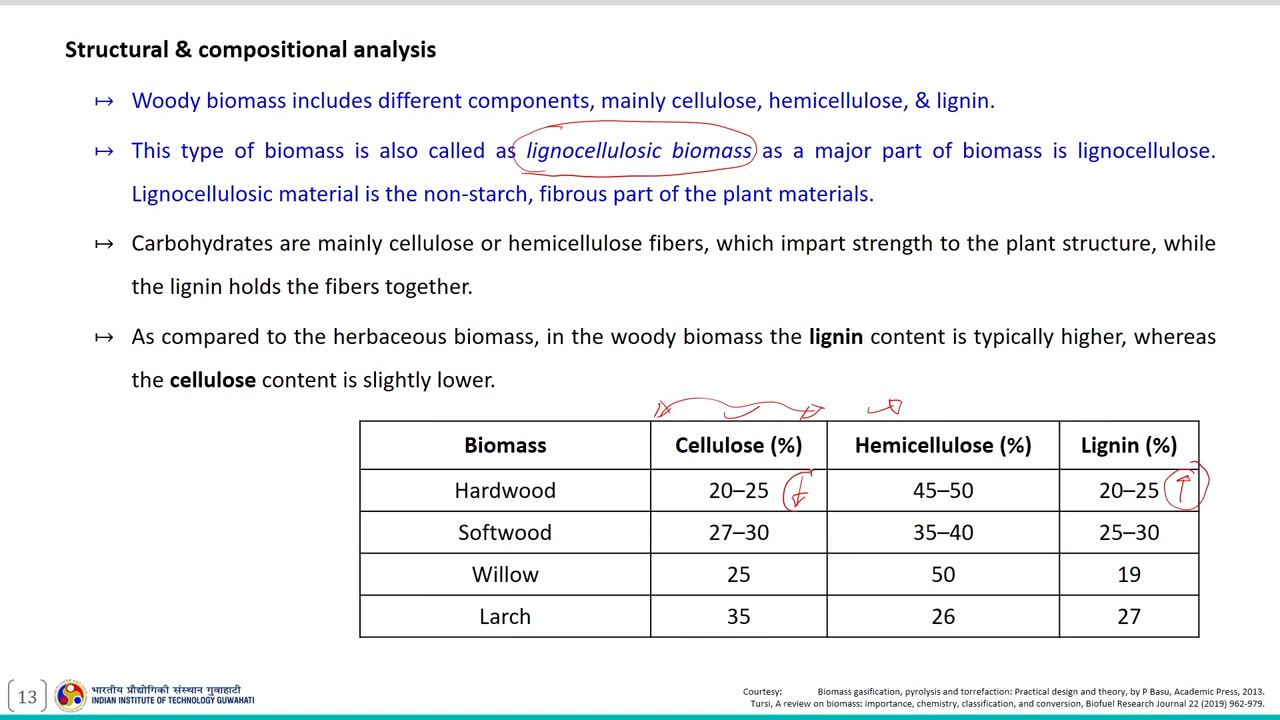 Structural & compositional analysis
↦ Woody biomass includes different components, mainly cellulose, hemicellulose, & lignin.
↦ This type of biomass is also called as lignocellulosic biomass as a major part of biomass is lignocellulose.
Lignocellulosic material is the non-starch, fibrous part of the plant materials.
↦ Carbohydrates are mainly cellulose or hemicellulose fibers, which impart strength to the plant structure, while
the lignin holds the fibers together.
↦ As compared to the herbaceous biomass, in the woody biomass the lignin content is typically higher, whereas
the cellulose content is slightly lower.
Biomass Cellulose (%) Hemicellulose (%) Lignin (%)
Hardwood 20–25 45–50 20–25
Softwood 27–30 35–40 25–30
Willow 25 50 19
Larch 35 26 27
13
भारतीय प्रौद्योगिकी संस्थान गुवाहाटी
INDIAN INSTITUTE OF TECHNOLOGY GUWAHATI
Courtesy: Biomass gasification, pyrolysis and torrefaction: Practical design and theory, by P Basu, Academic Press, 2013.
Tursi, A review on biomass: importance, chemistry, classification, and conversion, Biofuel Research Journal 22 (2019) 962-979.